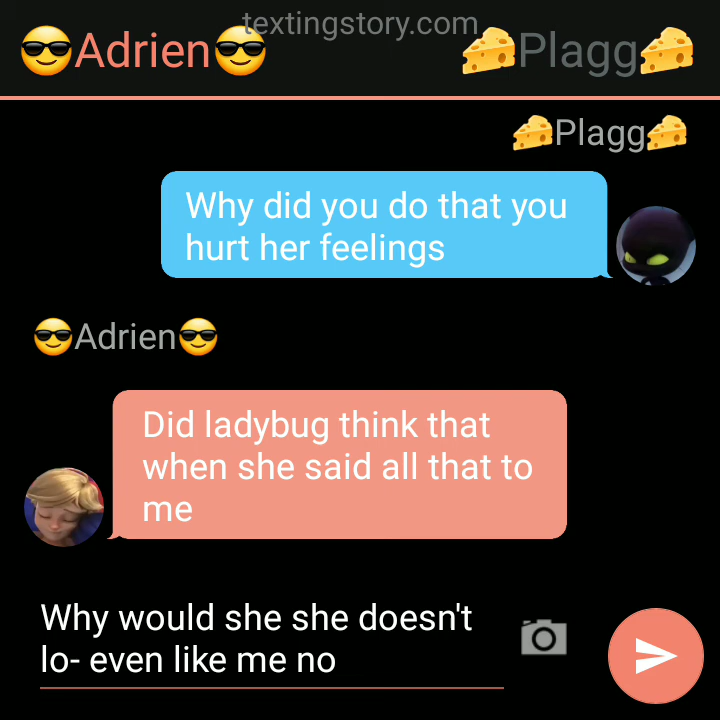 textingstory.com
😎Adrien😎 🧀Plagg🧀
🧀Plagg🧀
Why did you do that you
hurt her feelings
😎Adrien😎
Did ladybug think that
when she said all that to
me
Why would she she doesn't
lo- even like me no